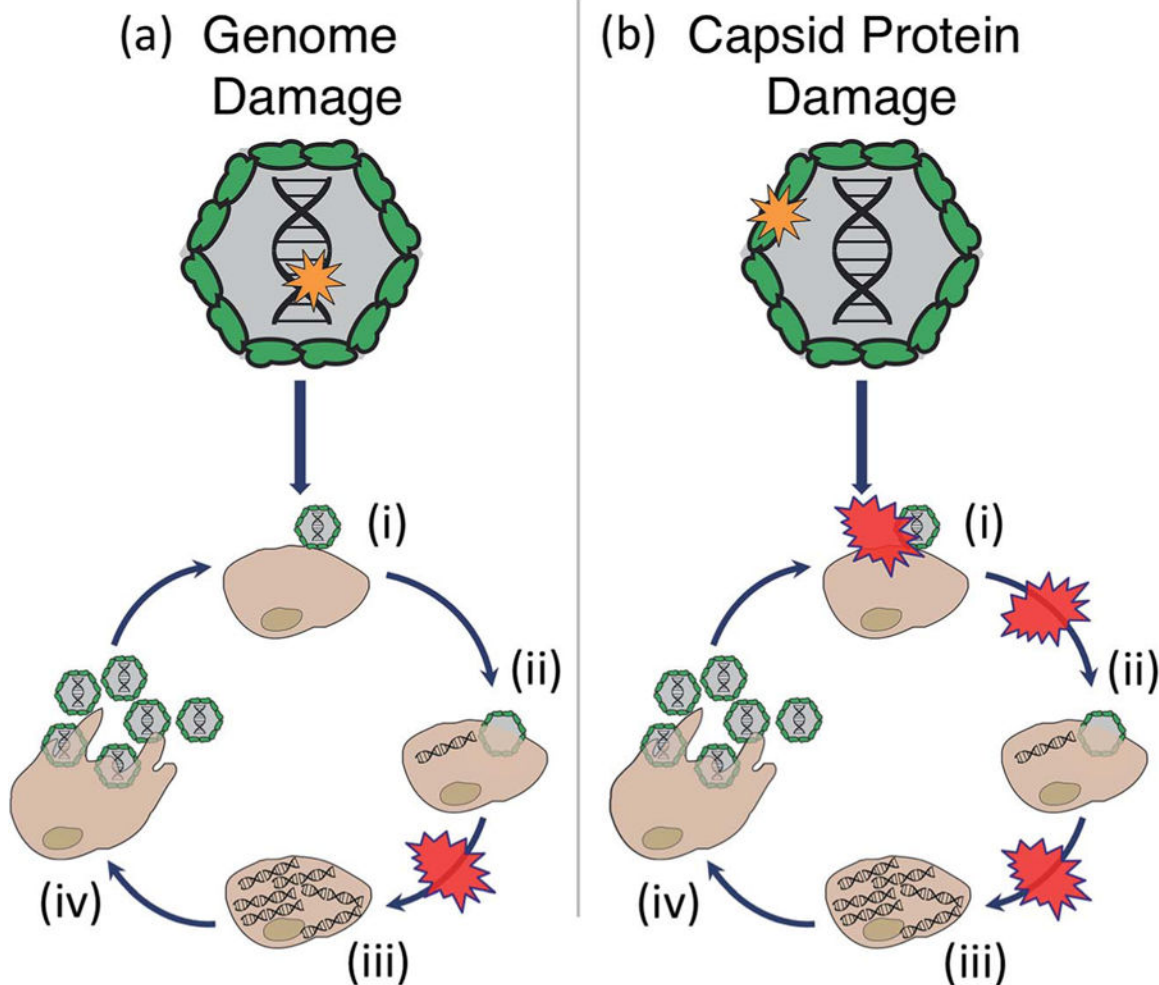 (a) Genome
Damage
(i)
(ii)
(iii)
(iv)
(b) Capsid Protein
Damage
(i)
(ii)
(iii)
(iv)